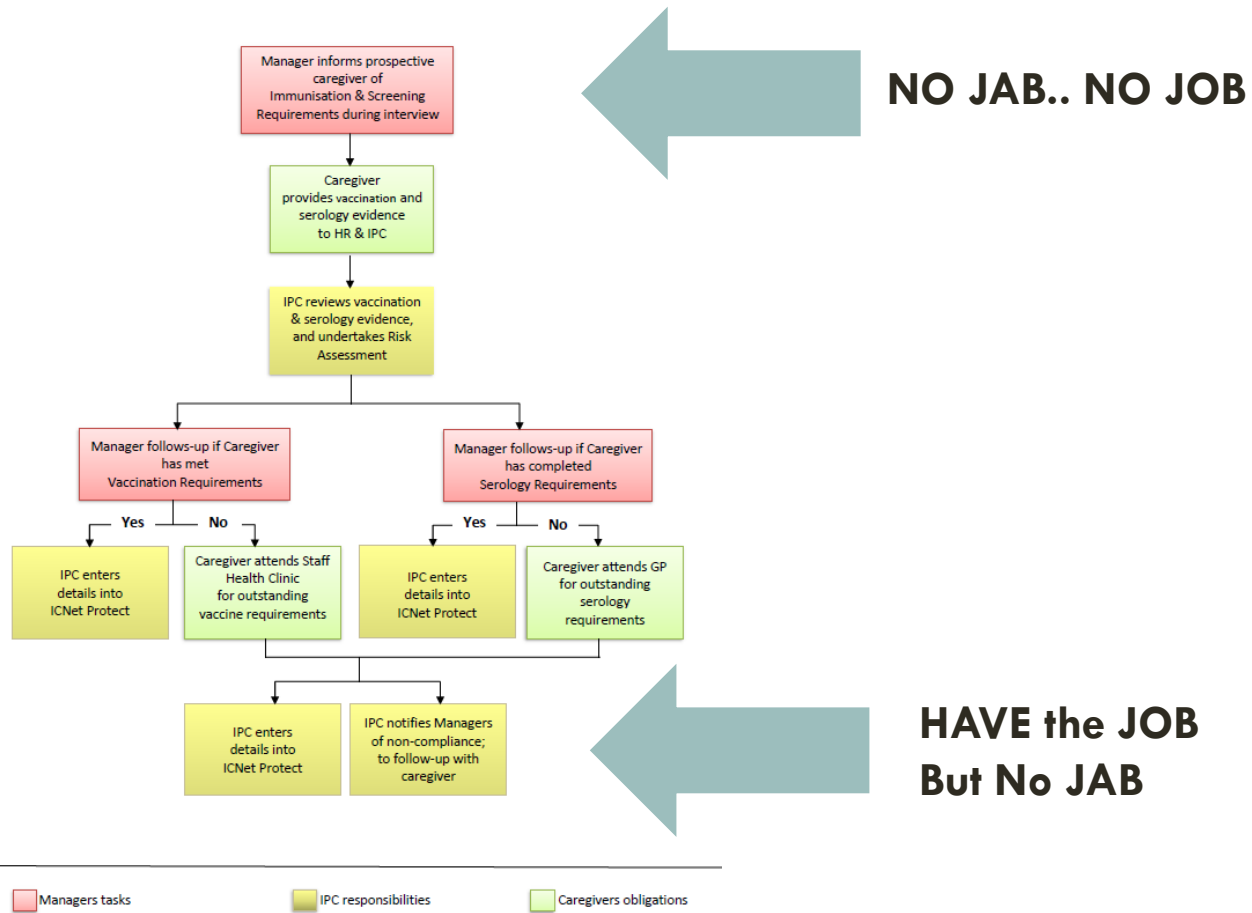 Manager informs prospective
caregiver of
Immunisation & Screening
Requirements during interview
NO JAB.. NO JOB
Caregiver
provides vaccination and
serology evidence
to HR & IPC
IPC reviews vaccination
& serology evidence,
and undertakes Risk
Assessment
Manager follows-up if Caregiver
has met
Vaccination Requirements
Manager follows-up if Caregiver
has completed
Serology Requirements
Yes
No
Yes
No
IPC enters
details into
ICNet Protect
Caregiver attends Staff
Health Clinic
for outstanding
vaccine requirements
IPC enters
details into
ICNet Protect
Caregiver attends GP
for outstanding
serology
requirements
IPC enters
details into
ICNet Protect
IPC notifies Managers
of non-compliance;
to follow-up with
caregiver
HAVE the JOB
But No JAB
Managers tasks
IPC responsibilities
Caregivers obligations